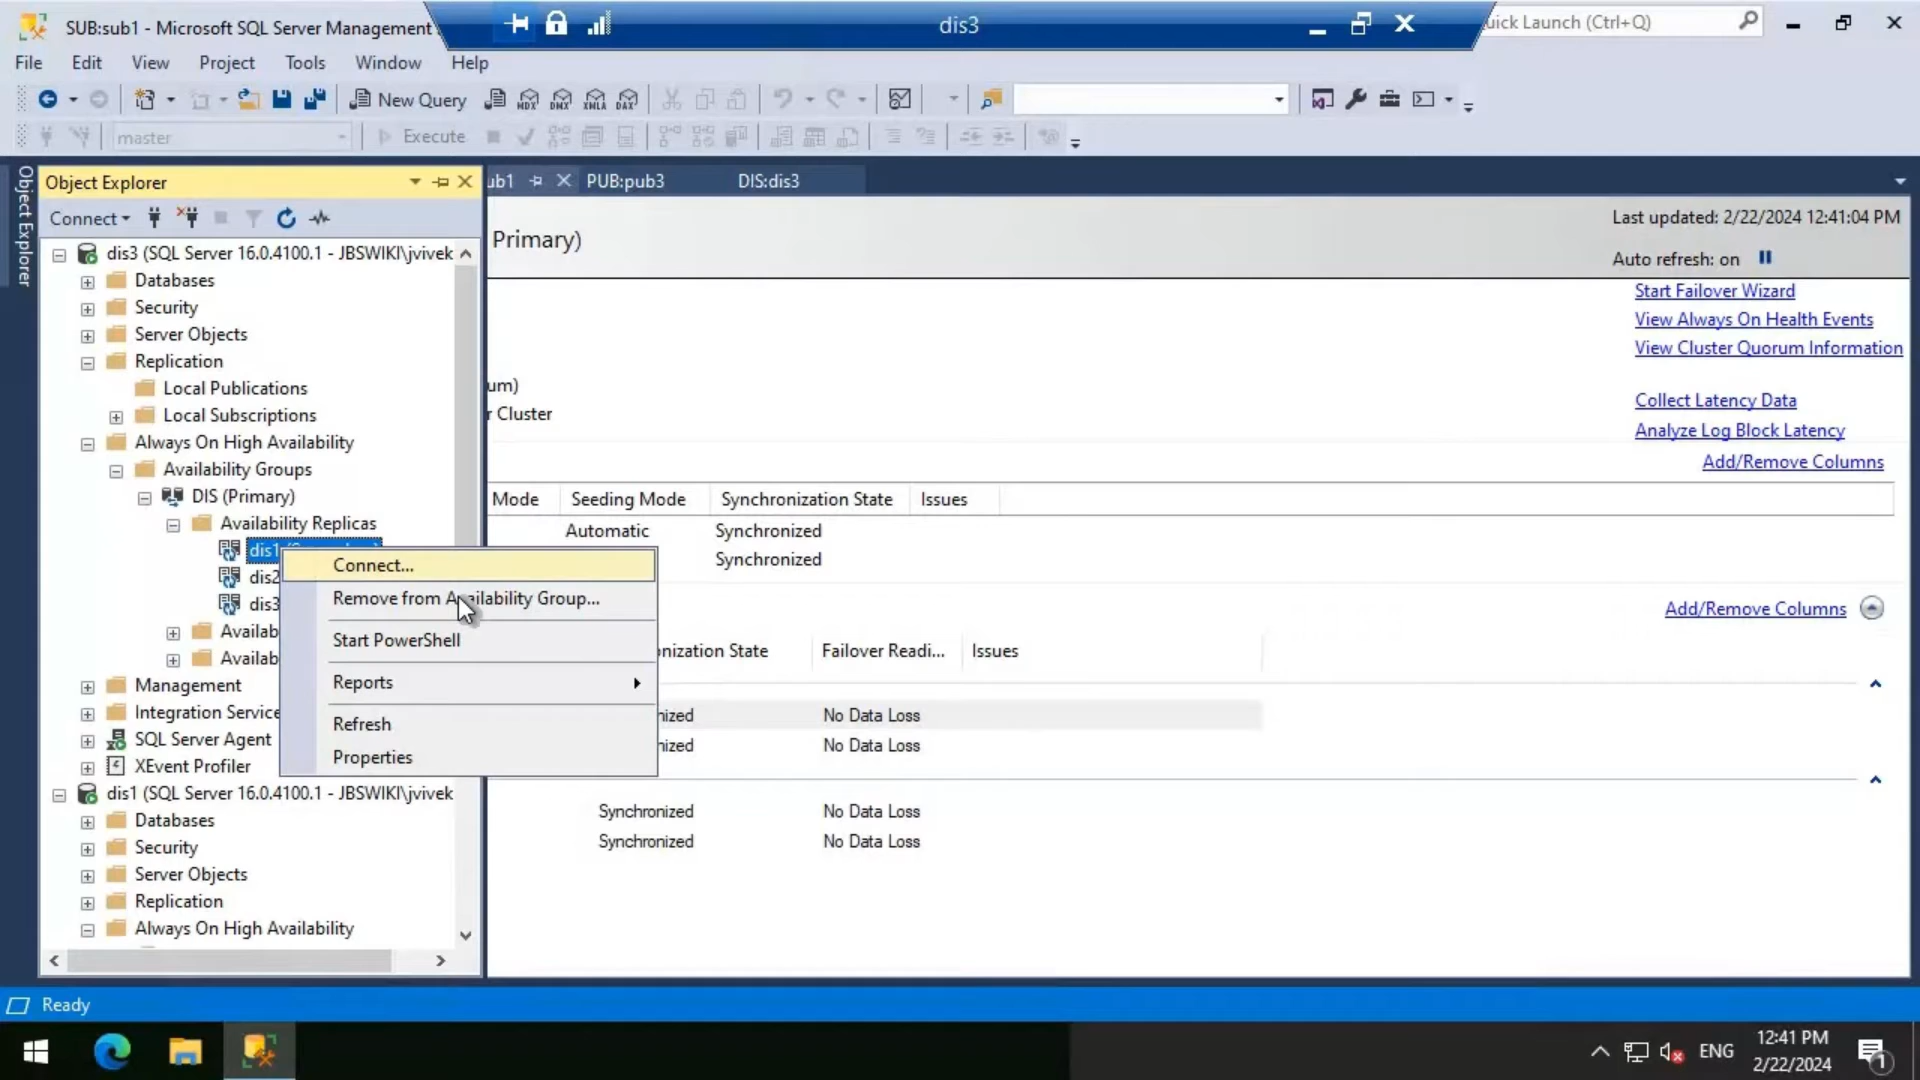 SUB:sub1 - Microsoft SQL Server Management
dis3
uick Launch (Ctrl+Q)
File Edit View Project Tools Window Help
New Query
MDX DMX XMLA DAX
master
Execute
Object Explorer
Object Explorer
ub1
PUB:pub3
DIS:dis3
Connect
Last updated: 2/22/2024 12:41:04 PM
Primary)
Auto refresh: on
dis3 (SQL Server 16.0.4100.1 - JBSWIKI\jvivek
Databases
Security
Server Objects
Replication
Local Publications
Local Subscriptions
Always On High Availability
Availability Groups
DIS (Primary)
Availability Replicas
dis1
dis2
dis3
Availab
Availab
Management
Integration Service
SQL Server Agent
XEvent Profiler
dis1 (SQL Server 16.0.4100.1 - JBSWIKI\jvivek
Databases
Security
Server Objects
Replication
Always On High Availability
Connect...
Remove from Availability Group...
Start PowerShell
Reports
Refresh
Properties
Start Failover Wizard
View Always On Health Events
View Cluster Quorum Information
um)
r Cluster
Collect Latency Data
Analyze Log Block Latency
Add/Remove Columns
Mode Seeding Mode Synchronization State Issues
Automatic Synchronized
Synchronized
Add/Remove Columns
nization State Failover Readi... Issues
nized No Data Loss
nized No Data Loss
Synchronized No Data Loss
Synchronized No Data Loss
Ready
ENG
12:41 PM
2/22/2024
1